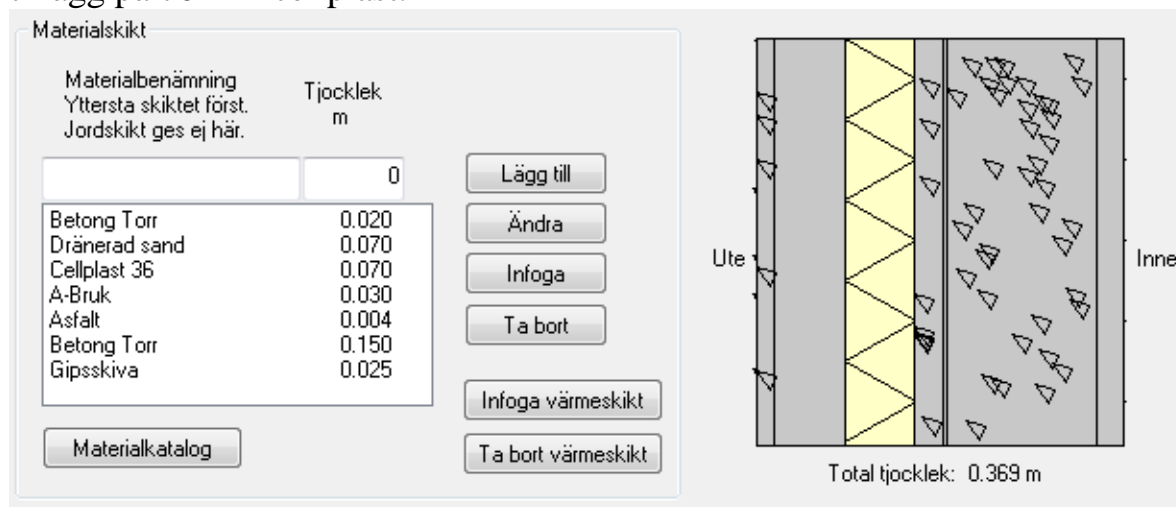 Materialskikt
Materialbenämning
Yttersta skiktet först.
Jordskikt ges ej här.
Tjocklek
m
0
Lägg till
Betong Torr 0.020
Dränerad sand 0.070
Cellplast 36 0.070
A-Bruk 0.030
Asfalt 0.004
Betong Torr 0.150
Gipsskiva 0.025
Ändra
Infoga
Ta bort
Infoga värmeskikt
Materialkatalog
Ta bort värmeskikt
Ute
Inne
Total tjocklek: 0.369 m